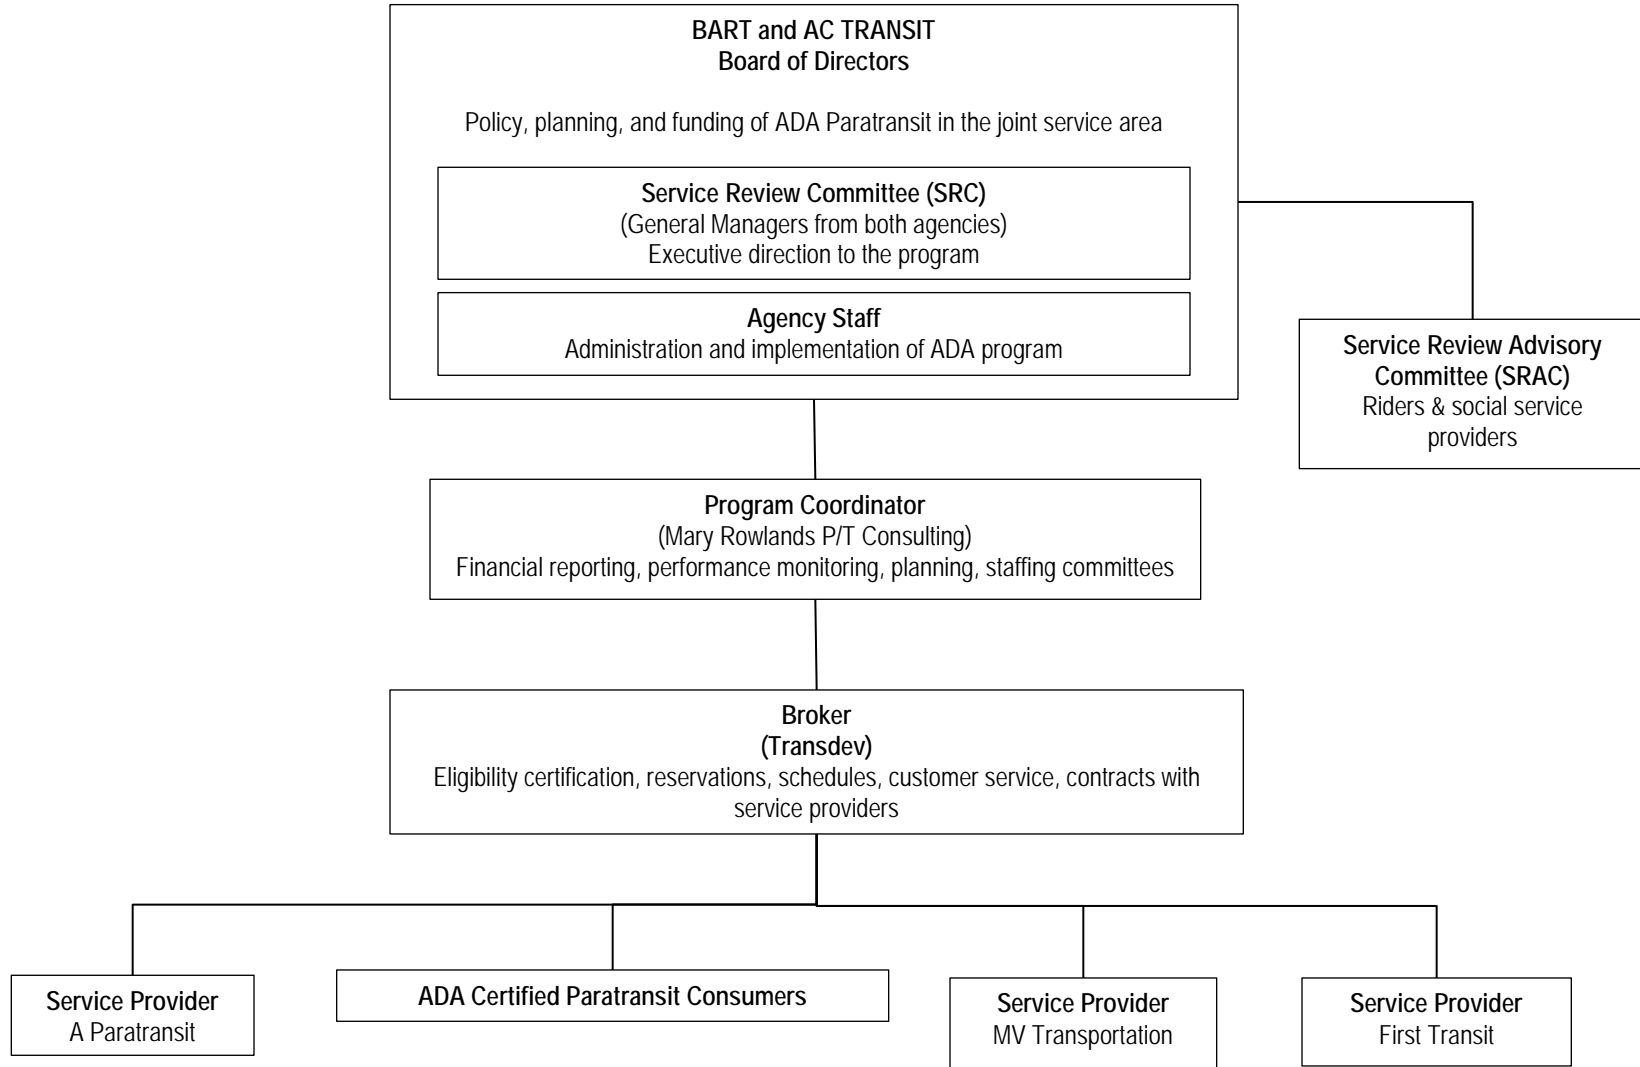 BART and AC TRANSIT
Board of Directors
Policy, planning, and funding of ADA Paratransit in the joint service area
Service Review Committee (SRC)
(General Managers from both agencies)
Executive direction to the program
Agency Staff
Administration and implementation of ADA program
Service Review Advisory
Committee (SRAC)
Riders & social service
providers
Program Coordinator
(Mary Rowlands P/T Consulting)
Financial reporting, performance monitoring, planning, staffing committees
Broker
(Transdev)
Eligibility certification, reservations, schedules, customer service, contracts with
service providers
Service Provider
A Paratransit
ADA Certified Paratransit Consumers
Service Provider
MV Transportation
Service Provider
First Transit